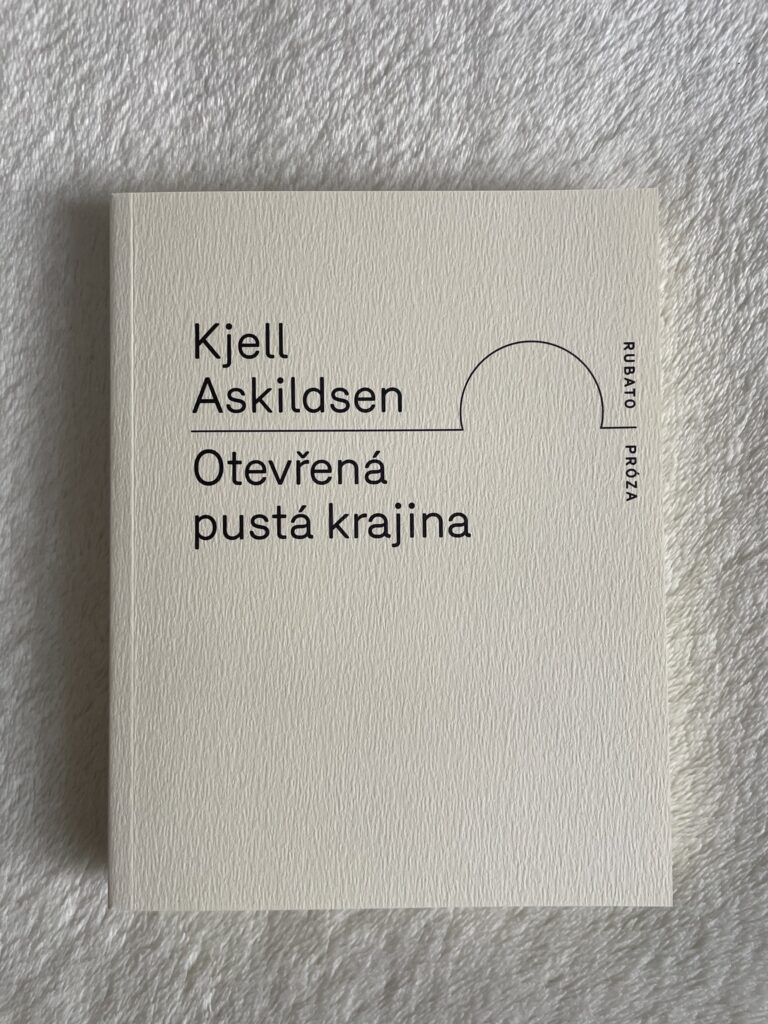 Kjell
Askildsen
Otevřená
pustá krajina
RUBATO
PRÓZA